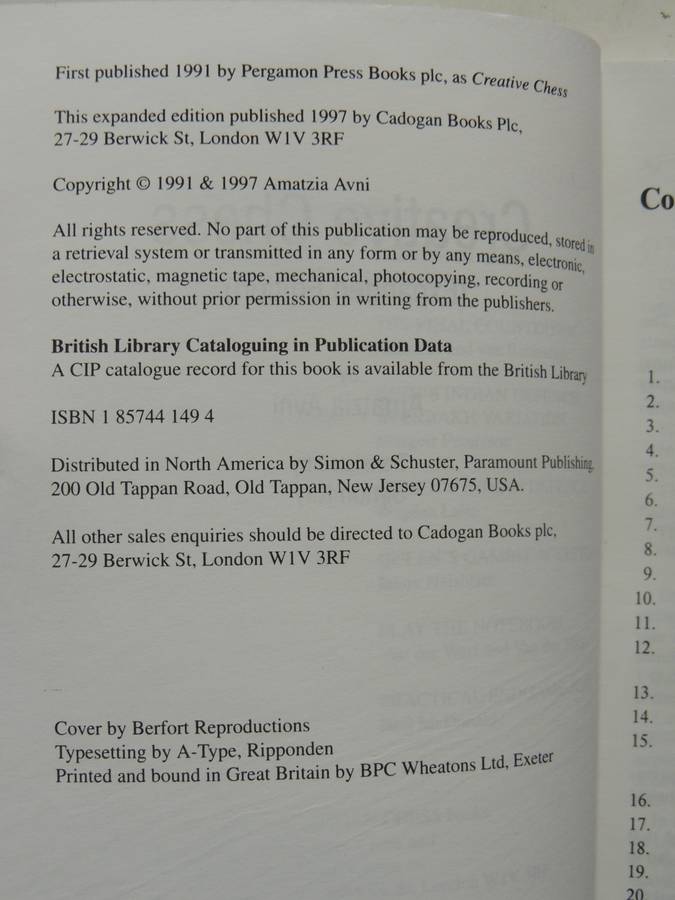 First published 1991 by Pergamon Press Books plc, as Creative Chess
This expanded edition published 1997 by Cadogan Books Plc,
27-29 Berwick St, London W1V 3RF
Copyright © 1991 & 1997 Amatzia Avni
All rights reserved. No part of this publication may be reproduced, stored in
a retrieval system or transmitted in any form or by any means, electronic,
electrostatic, magnetic tape, mechanical, photocopying, recording or
otherwise, without prior permission in writing from the publishers.
British Library Cataloguing in Publication Data
A CIP catalogue record for this book is available from the British Library
ISBN 1 85744 149 4
Distributed in North America by Simon & Schuster, Paramount Publishing,
200 Old Tappan Road, Old Tappan, New Jersey 07675, USA.
All other sales enquiries should be directed to Cadogan Books plc,
27-29 Berwick St, London W1V 3RF
Cover by Berfort Reproductions
Typesetting by A-Type, Ripponden
Printed and bound in Great Britain by BPC Wheatons Ltd, Exeter
Co
1.
2.
3.
4.
5.
6.
7.
8.
9.
10.
11.
12.
13.
14.
15.
16.
17.
18.
19.
20